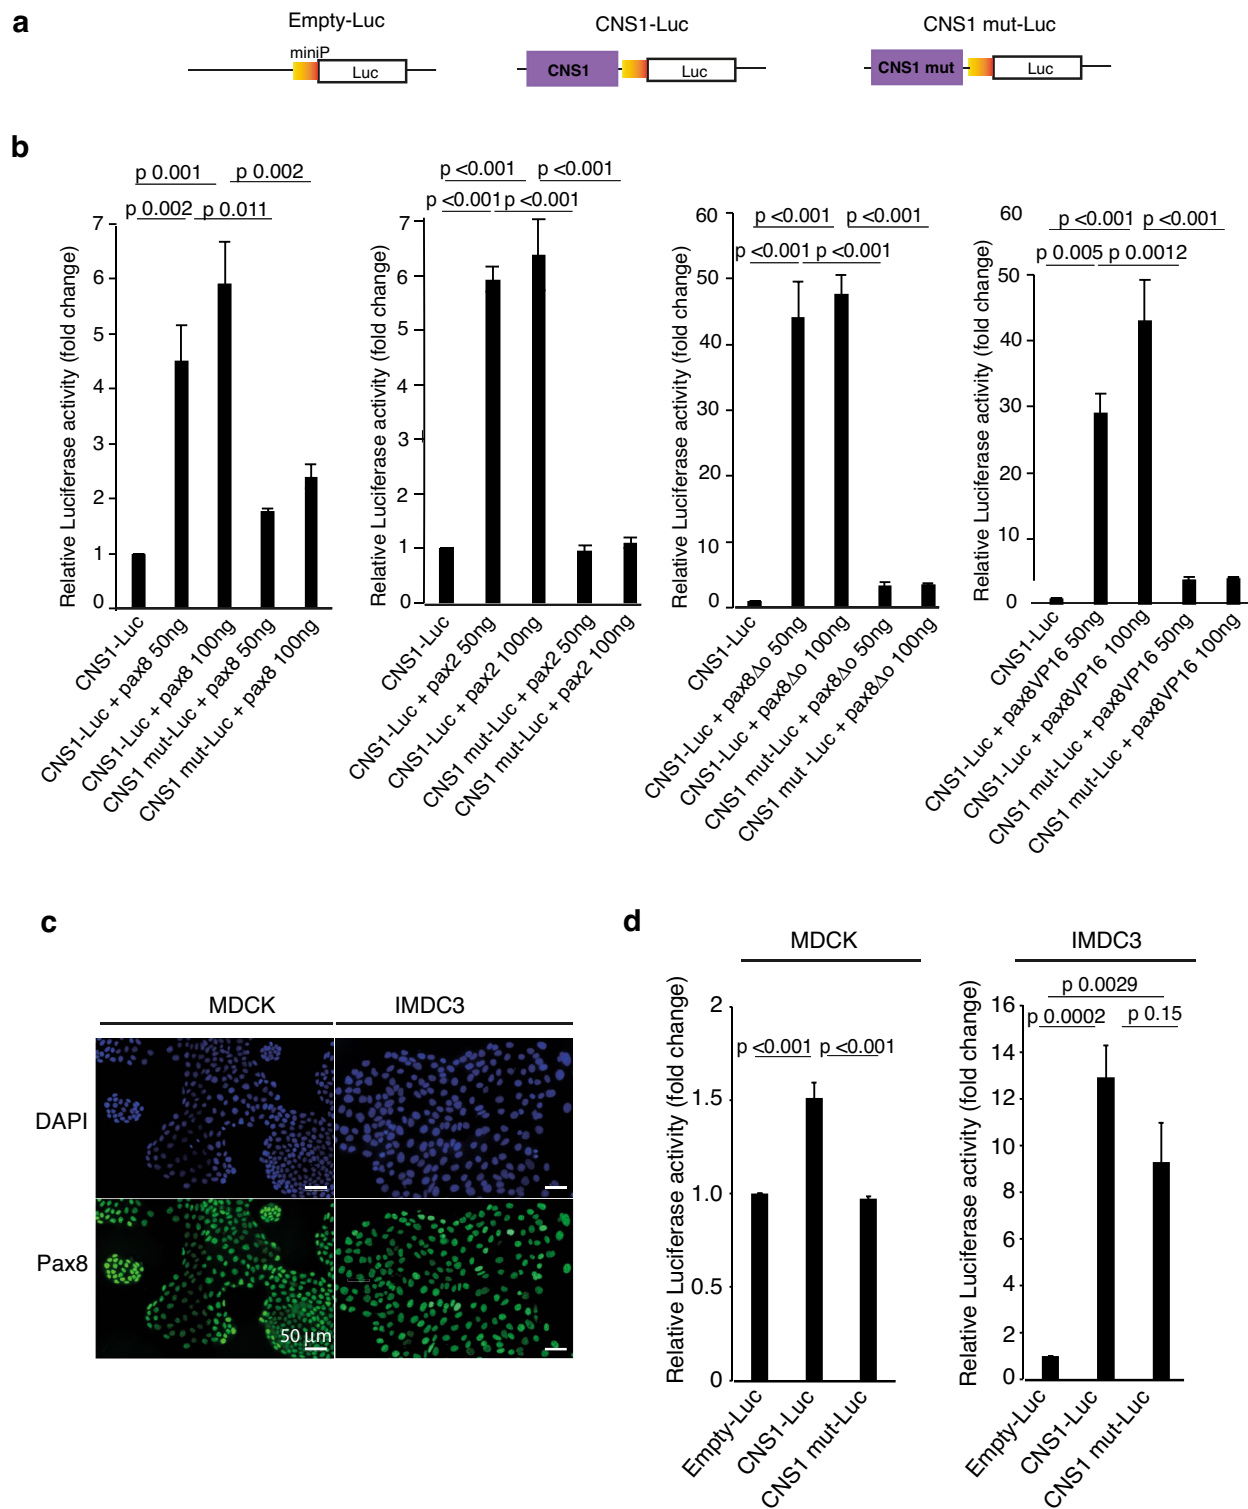 a
Empty-Luc
CNS1-Luc
CNS1 mut-Luc
miniP
Luc
CNS1
Luc
CNS1 mut
Luc
b
p 0.001
p 0.002
p 0.002
p 0.011
Relative Luciferase activity (fold change)
7
6
5
4
3
2
1
0
CNS1-Luc
CNS1-Luc + pax8 50ng
CNS1-Luc + pax8 100ng
CNS1 mut-Luc + pax8 50ng
CNS1 mut-Luc + pax8 100ng
p <0.001
p <0.001
p <0.001
p <0.001
Relative Luciferase activity (fold change)
7
6
5
4
3
2
1
0
CNS1-Luc
CNS1-Luc + pax2 50ng
CNS1-Luc + pax2 100ng
CNS1 mut-Luc + pax2 50ng
CNS1 mut-Luc + pax2 100ng
p <0.001
p <0.001
p <0.001
p <0.001
Relative Luciferase activity (fold change)
60
50
40
30
20
10
0
CNS1-Luc
CNS1-Luc + pax8Δo 50ng
CNS1-Luc + pax8Δo 100ng
CNS1 mut-Luc + pax8Δo 50ng
CNS1 mut -Luc + pax8Δo 100ng
p <0.001
p <0.001
p 0.005
p 0.0012
Relative Luciferase activity (fold change)
60
50
40
30
20
10
0
CNS1-Luc
CNS1-Luc + pax8VP16 50ng
CNS1-Luc + pax8VP16 100ng
CNS1 mut-Luc + pax8VP16 50ng
CNS1 mut-Luc + pax8VP16 100ng
c
MDCK
IMDC3
DAPI
Pax8
50 µm
d
MDCK
p <0.001
p <0.001
Relative Luciferase activity (fold change)
2
1.5
1.0
0.5
0
Empty-Luc
CNS1-Luc
CNS1 mut-Luc
IMDC3
p 0.0029
p 0.0002
p 0.15
Relative Luciferase activity (fold change)
16
14
12
10
8
6
4
2
0
Empty-Luc
CNS1-Luc
CNS1 mut-Luc